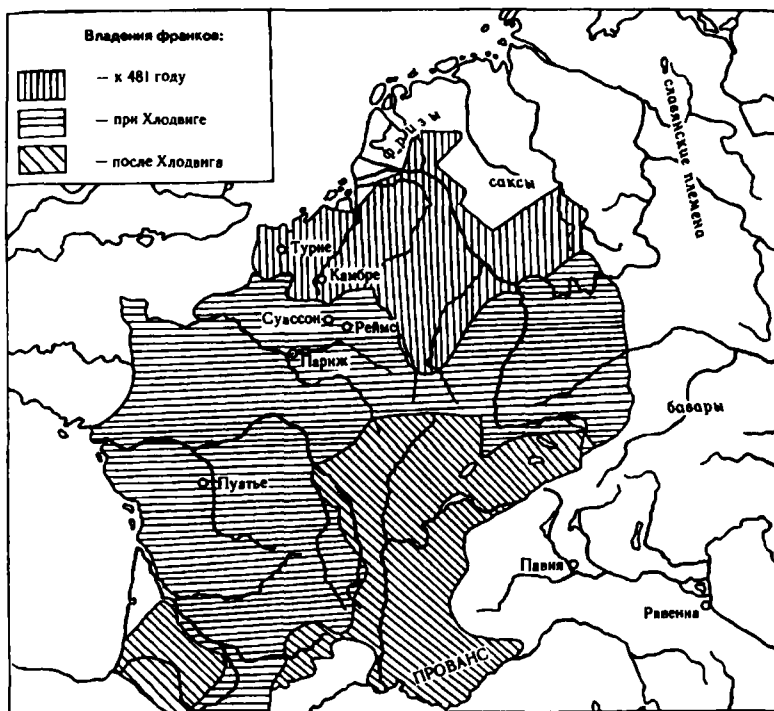 Владения франков:
– к 481 году
– при Хлодвиге
– после Хлодвига
фризы
саксы
славянские племена
Турне
Камбре
Суассон
Реймс
Париж
бавары
Пуатье
Павия
Равенна
ПРОВАНС